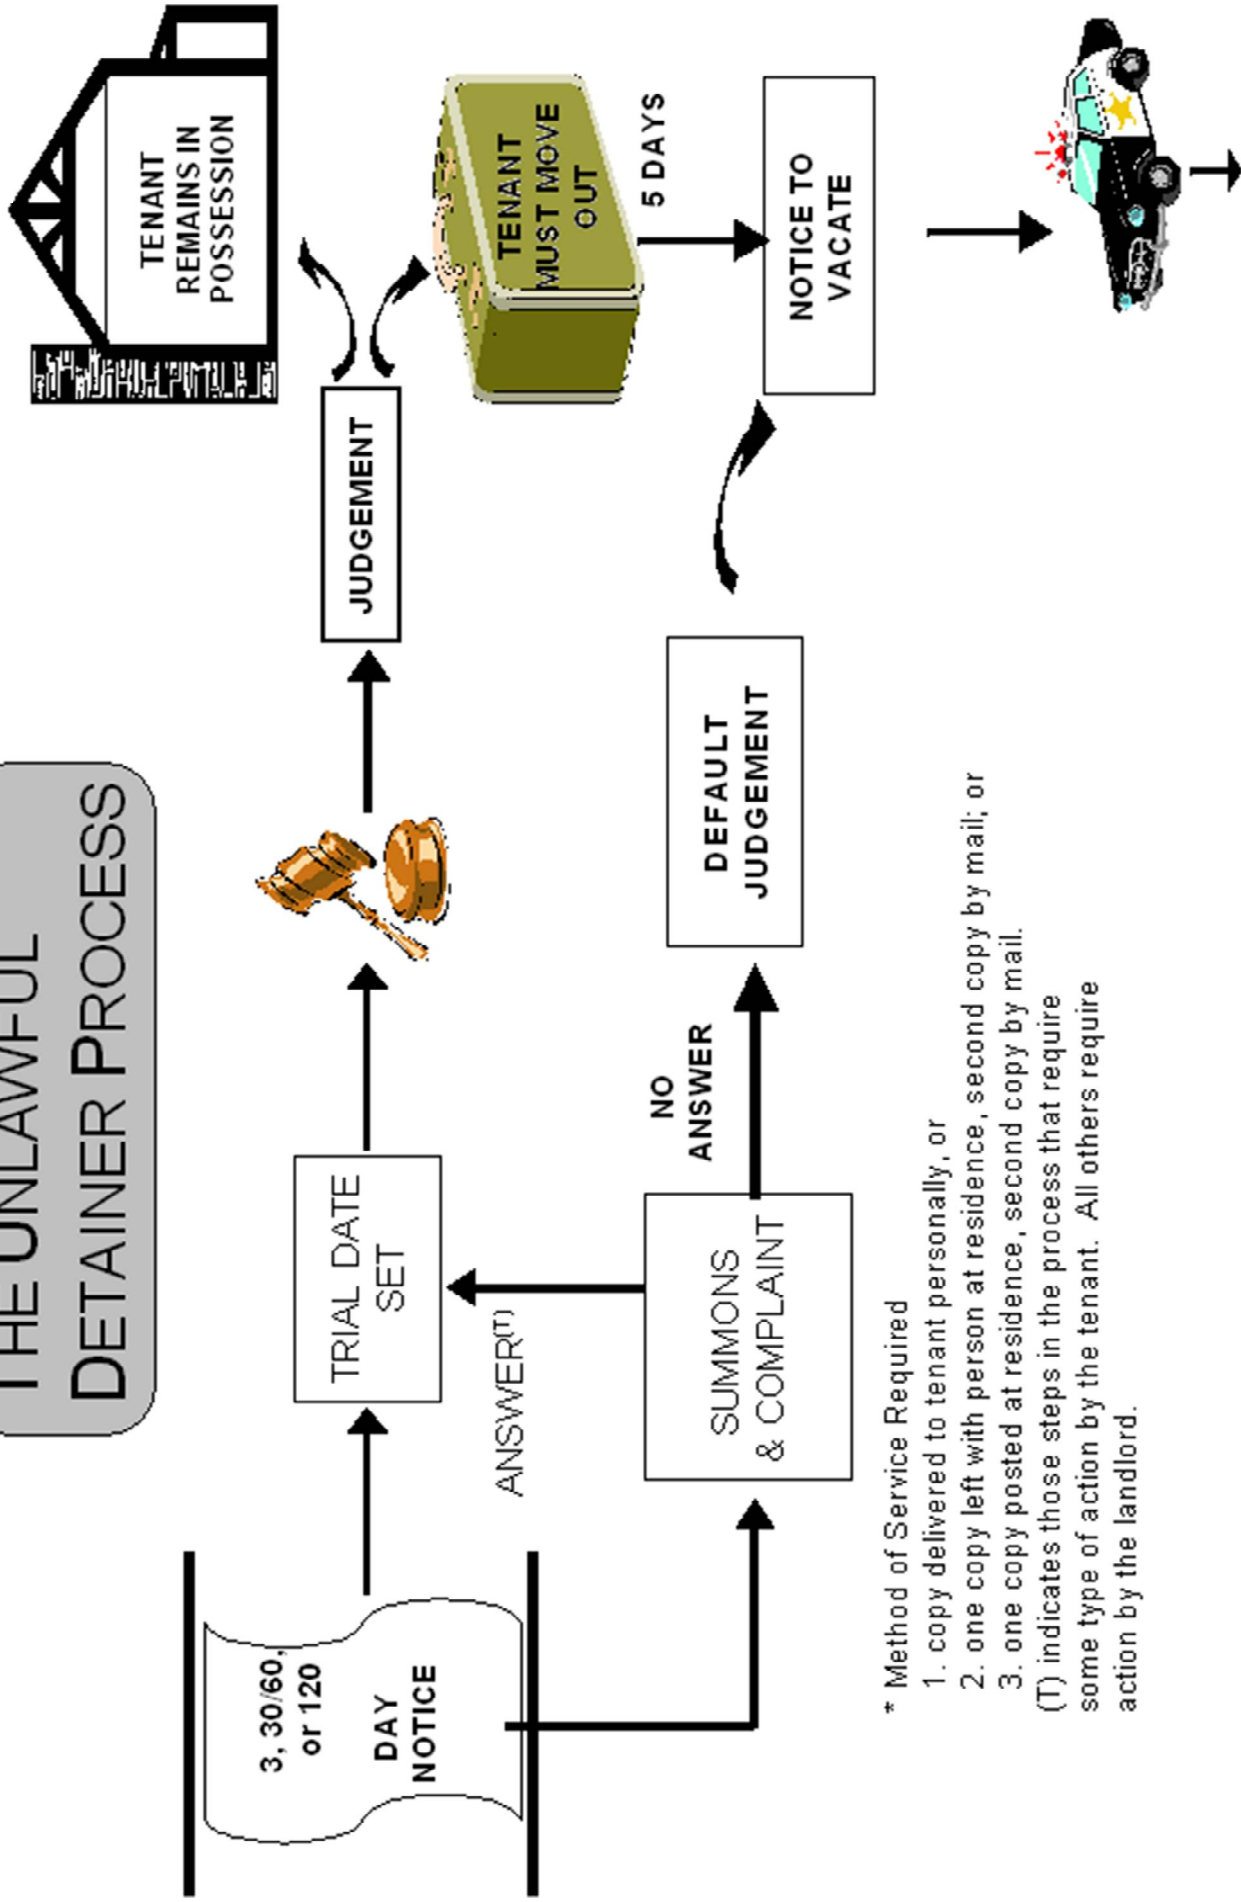 THE UNLAWFUL
DETAINER PROCESS
3, 30/60,
or 120
DAY
NOTICE
TRIAL DATE
SET
JUDGEMENT
TENANT
REMAINS IN
POSSESSION
TENANT
MUST MOVE
OUT
5 DAYS
ANSWER(T)
SUMMONS
& COMPLAINT
NO
ANSWER
DEFAULT
JUDGEMENT
NOTICE TO
VACATE
* Method of Service Required
1. copy delivered to tenant personally, or
2. one copy left with person at residence, second copy by mail; or
3. one copy posted at residence, second copy by mail.
(T) indicates those steps in the process that require
some type of action by the tenant. All others require
action by the landlord.